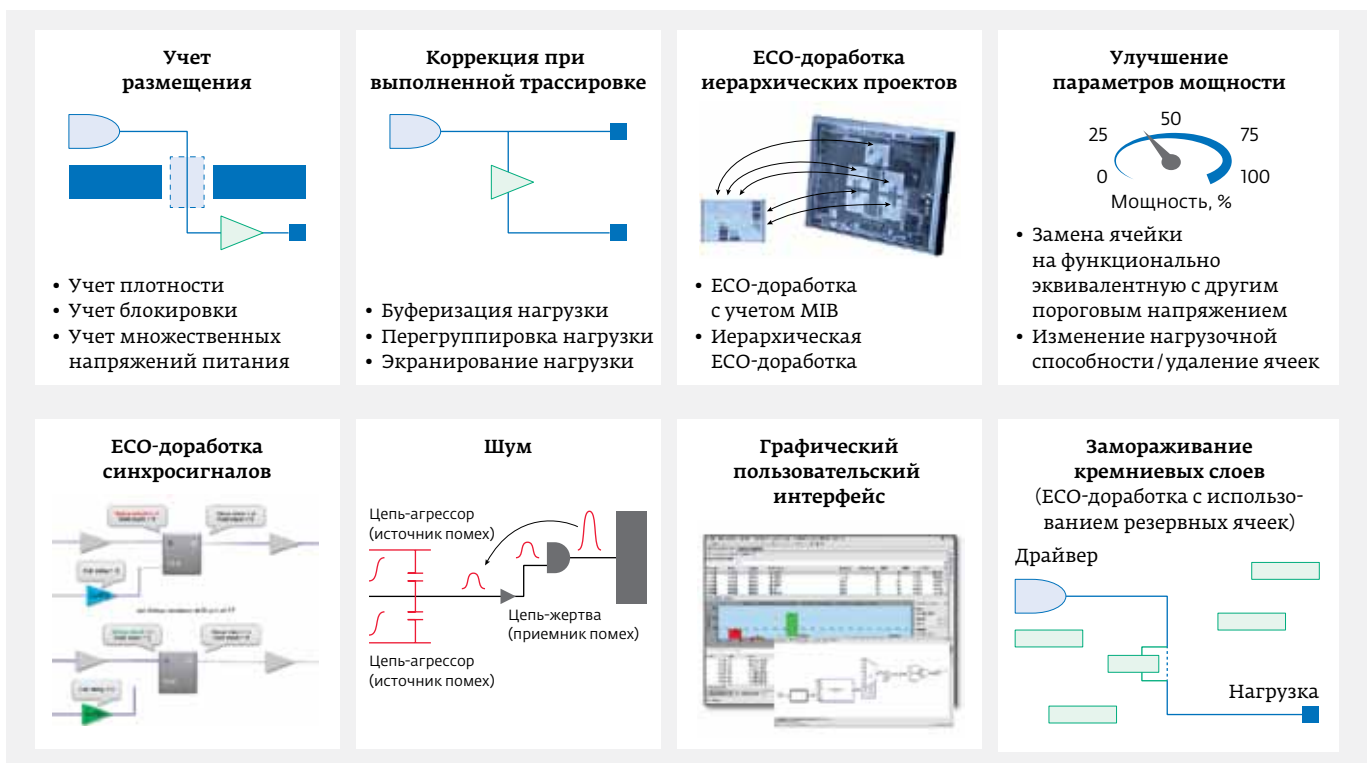 Учет
размещения
• Учет плотности
• Учет блокировки
• Учет множественных
напряжений питания
Коррекция при
выполненной трассировке
• Буферизация нагрузки
• Перегруппировка нагрузки
• Экранирование нагрузки
ECO-доработка
иерархических проектов
• ECO-доработка
с учетом MIB
• Иерархическая
ECO-доработка
Улучшение
параметров мощности
0
25
50
75
100
Мощность, %
• Замена ячейки
на функционально
эквивалентную с другим
пороговым напряжением
• Изменение нагрузочной
способности/удаление ячеек
ECO-доработка
синхросигналов
Шум
Цепь-агрессор
(источник помех)
Цепь-жертва
(приемник помех)
Цепь-агрессор
(источник помех)
Графический
пользовательский
интерфейс
Замораживание
кремниевых слоев
(ECO-доработка с использо-
ванием резервных ячеек)
Драйвер
Нагрузка